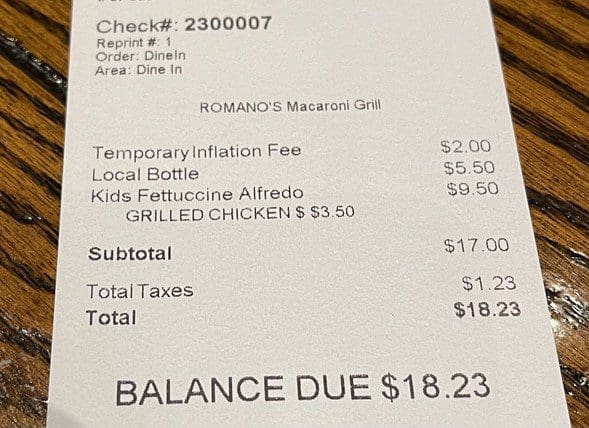 Check#: 2300007
Reprint #: 1
Order: DineIn
Area: Dine In
ROMANO'S Macaroni Grill
Temporary Inflation Fee $2.00
Local Bottle $5.50
Kids Fettuccine Alfredo $9.50
GRILLED CHICKEN $ $3.50
Subtotal $17.00
Total Taxes $1.23
Total $18.23
BALANCE DUE $18.23